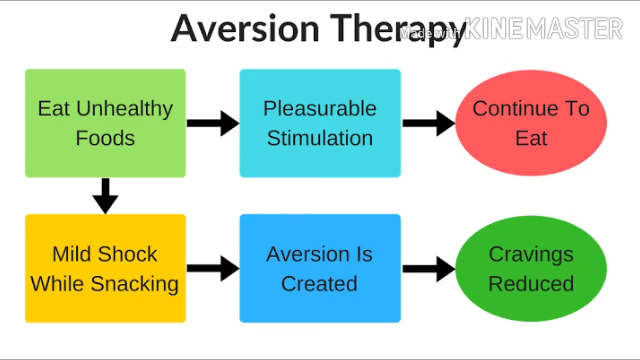 Aversion Therapy
Made with KINEMASTER
Eat Unhealthy
Foods
Pleasurable
Stimulation
Continue To
Eat
Mild Shock
While Snacking
Aversion Is
Created
Cravings
Reduced